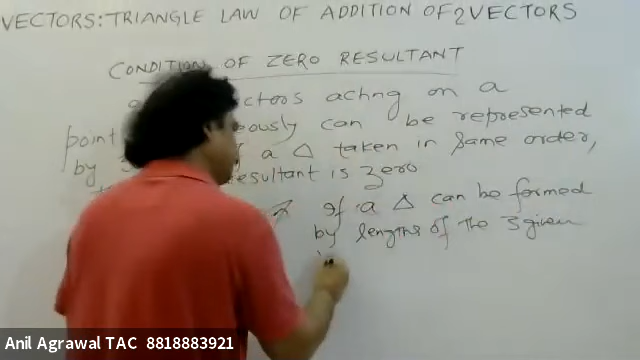 VECTORS: TRIANGLE LAW OF ADDITION OF 2 VECTORS
CONDITION OF ZERO RESULTANT
acting on a
point can be represented
by 3 of a △ taken in same order,
resultant is zero
If a △ can be formed
by lengths of the 3 given
Anil Agrawal TAC 8818883921